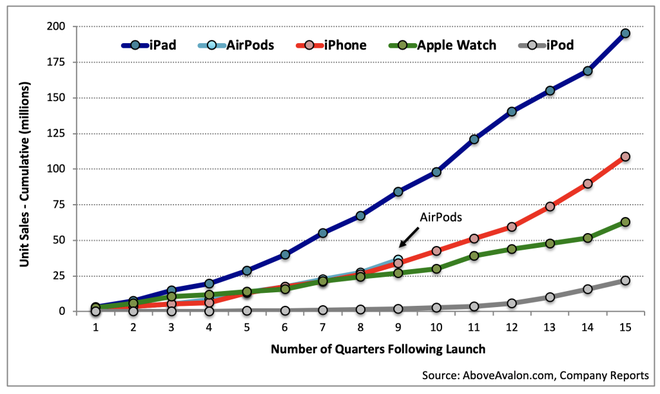 Unit Sales - Cumulative (millions)
200
175
150
125
100
75
50
25
0
iPad AirPods iPhone Apple Watch iPod
AirPods
1 2 3 4 5 6 7 8 9 10 11 12 13 14 15
Number of Quarters Following Launch
Source: AboveAvalon.com, Company Reports